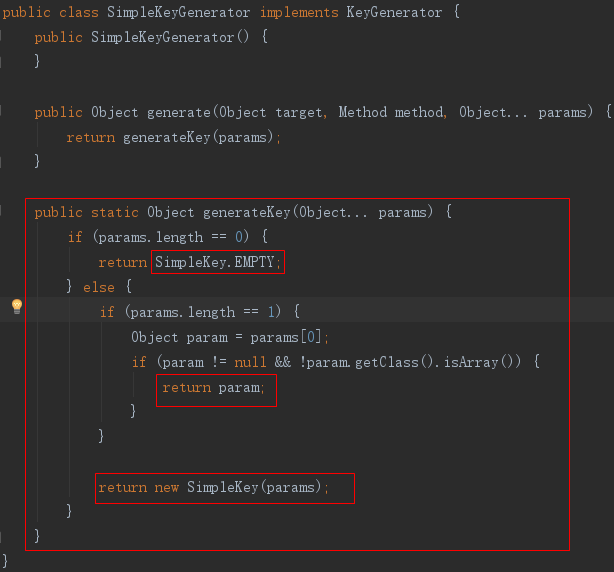 public class SimpleKeyGenerator implements KeyGenerator {
    public SimpleKeyGenerator() {
    }
    public Object generate(Object target, Method method, Object... params) {
        return generateKey(params);
    }
    public static Object generateKey(Object... params) {
        if (params.length == 0) {
            return SimpleKey.EMPTY;
        } else {
            if (params.length == 1) {
                Object param = params[0];
                if (param != null && !param.getClass().isArray()) {
                    return param;
                }
            }
            return new SimpleKey(params);
        }
    }
}